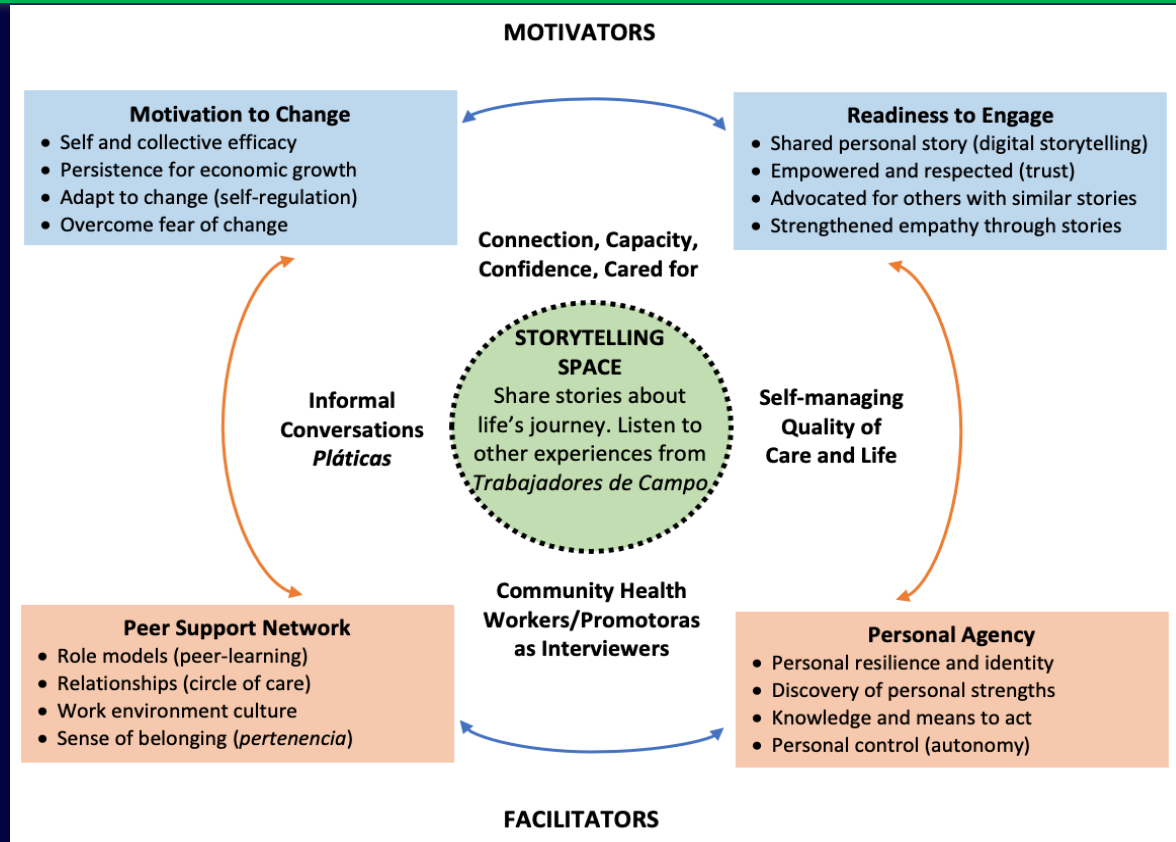 MOTIVATORS
Motivation to Change
• Self and collective efficacy
• Persistence for economic growth
• Adapt to change (self-regulation)
• Overcome fear of change
Readiness to Engage
• Shared personal story (digital storytelling)
• Empowered and respected (trust)
• Advocated for others with similar stories
• Strengthened empathy through stories
Connection, Capacity,
Confidence, Cared for
Informal
Conversations
Pláticas
STORYTELLING
SPACE
Share stories about
life’s journey. Listen to
other experiences from
Trabajadores de Campo
Self-managing
Quality of
Care and Life
Community Health
Workers/Promotoras
as Interviewers
Peer Support Network
• Role models (peer-learning)
• Relationships (circle of care)
• Work environment culture
• Sense of belonging (pertenencia)
Personal Agency
• Personal resilience and identity
• Discovery of personal strengths
• Knowledge and means to act
• Personal control (autonomy)
FACILITATORS